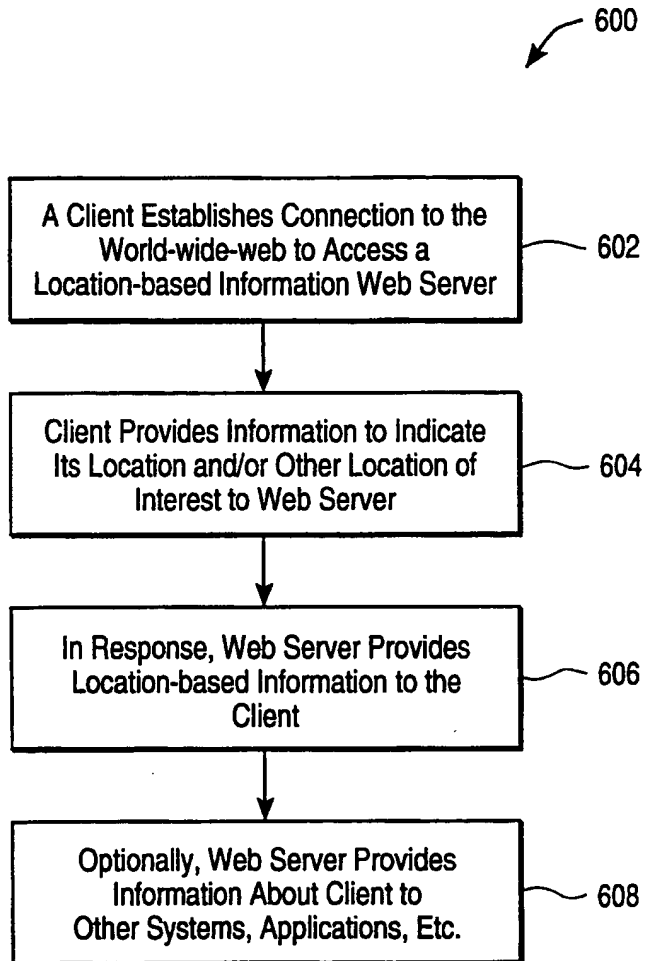 600
A Client Establishes Connection to the
World-wide-web to Access a
Location-based Information Web Server
602
Client Provides Information to Indicate
Its Location and/or Other Location of
Interest to Web Server
604
In Response, Web Server Provides
Location-based Information to the
Client
606
Optionally, Web Server Provides
Information About Client to
Other Systems, Applications, Etc.
608